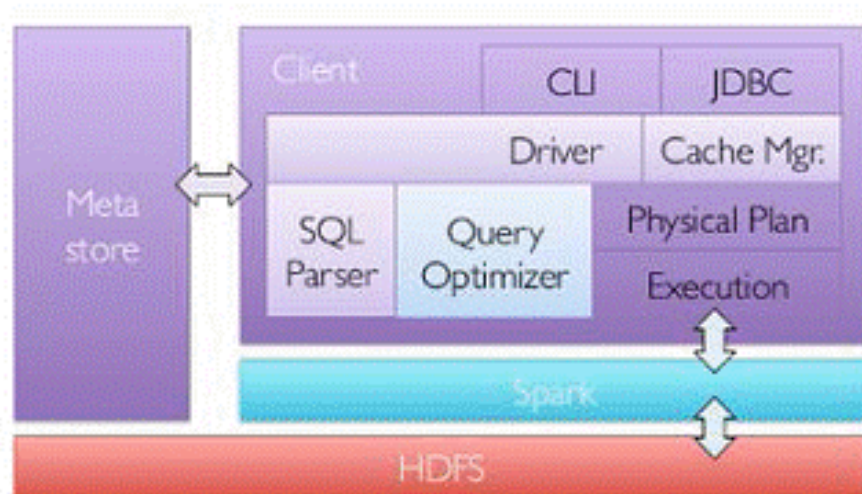 Client
CLI
JDBC
Driver
Cache Mgr.
Meta
store
SQL
Parser
Query
Optimizer
Physical Plan
Execution
Spark
HDFS